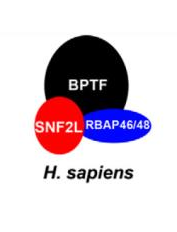 BPTF
SNF2L RBAP46/48
H. sapiens